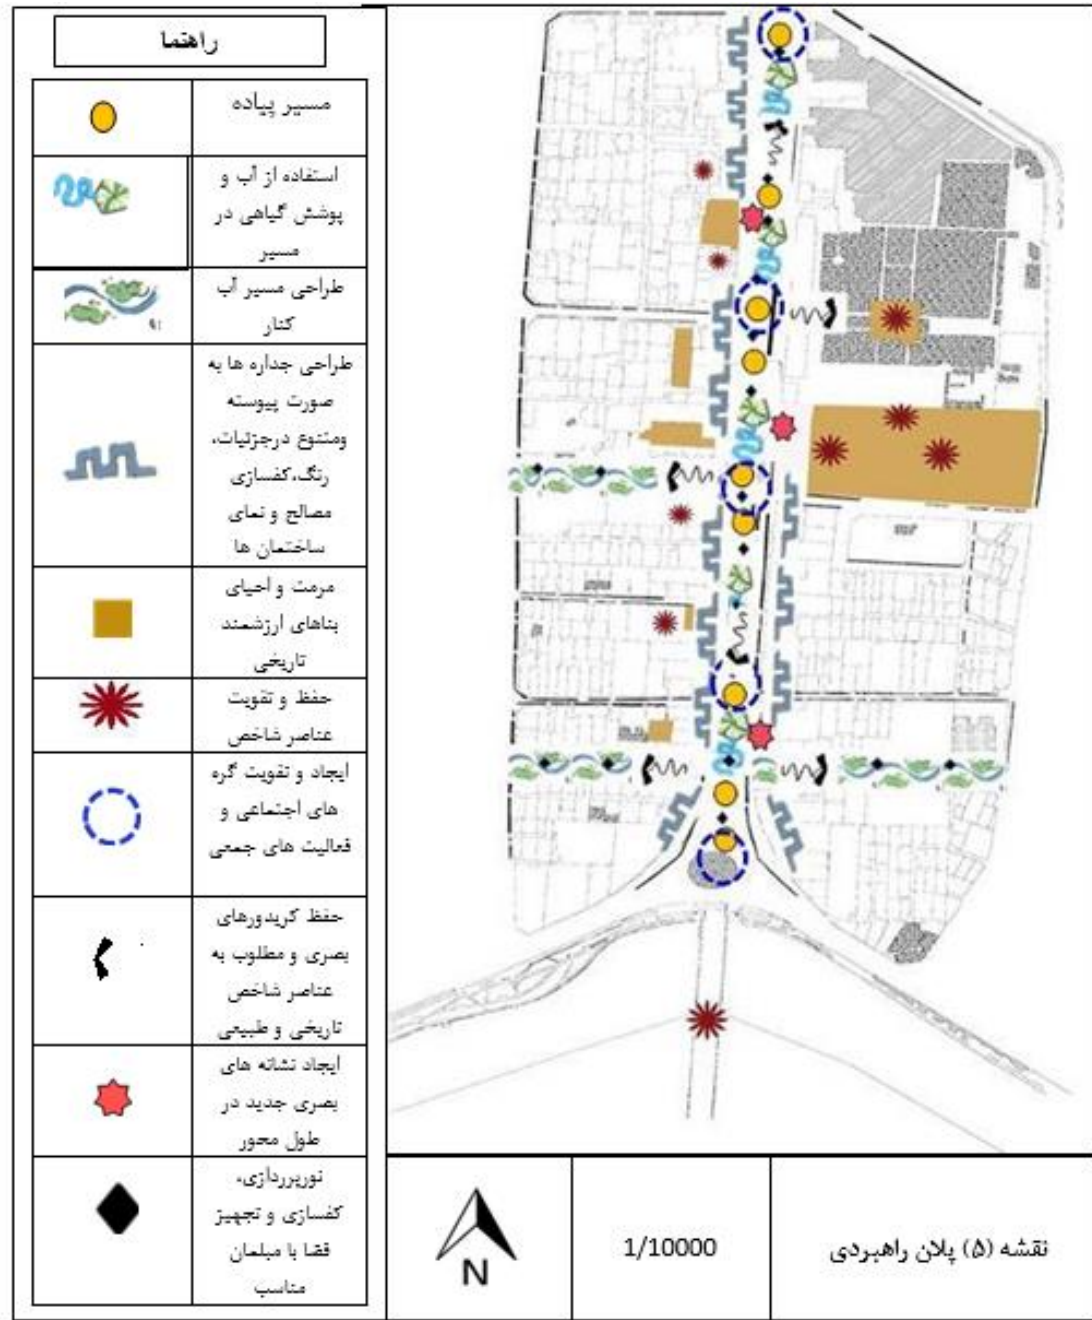 راهنما
مسیر پیاده
استفاده از آب و
پوشش گیاهی در
مسیر
طراحی مسیر آب
کنار
طراحی جداره ها به
صورت پیوسته
ومتنوع درجزئیات،
رنگ،کفسازی
مصالح و نمای
ساختمان ها
مرمت و احیای
بناهای ارزشمند
تاریخی
حفظ و تقویت
عناصر شاخص
ایجاد و تقویت گره
های اجتماعی و
فعالیت های جمعی
حفظ کریدورهای
بصری و مطلوب به
عناصر شاخص
تاریخی و طبیعی
ایجاد نشانه های
بصری جدید در
طول محور
نورپردازی،
کفسازی و تجهیز
فضا با مبلمان
مناسب
N
1/10000
نقشه (۵) پلان راهبردی